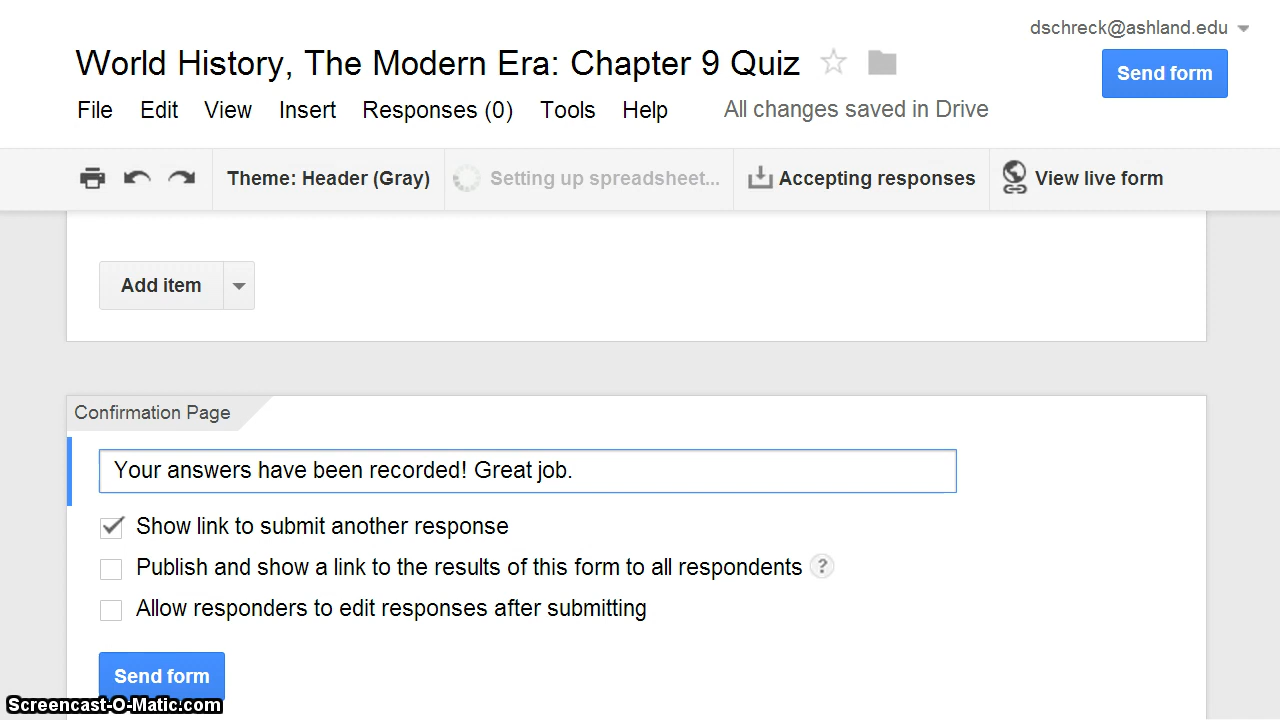 dschreck@ashland.edu
World History, The Modern Era: Chapter 9 Quiz
Send form
File Edit View Insert Responses (0) Tools Help All changes saved in Drive
Theme: Header (Gray) Setting up spreadsheet... Accepting responses View live form
Add item
Confirmation Page
Your answers have been recorded! Great job.
Show link to submit another response
Publish and show a link to the results of this form to all respondents ?
Allow responders to edit responses after submitting
Send form
Screencast-O-Matic.com